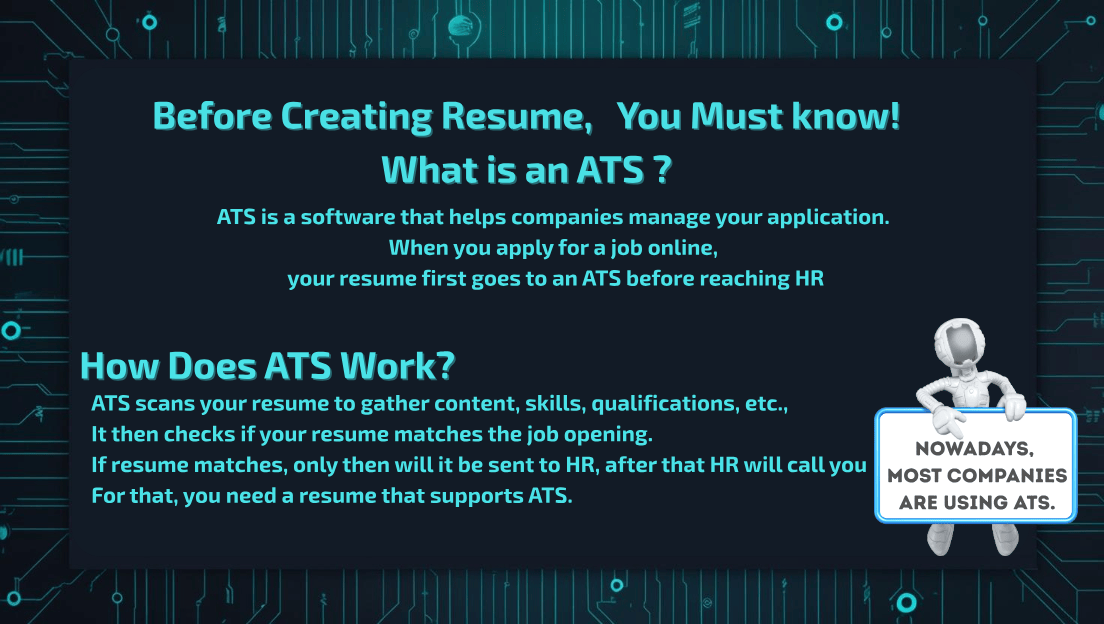 Before Creating Resume, You Must know!
What is an ATS ?
ATS is a software that helps companies manage your application.
When you apply for a job online,
your resume first goes to an ATS before reaching HR
How Does ATS Work?
ATS scans your resume to gather content, skills, qualifications, etc.,
It then checks if your resume matches the job opening.
If resume matches, only then will it be sent to HR, after that HR will call you
For that, you need a resume that supports ATS.
NOWADAYS,
MOST COMPANIES
ARE USING ATS.